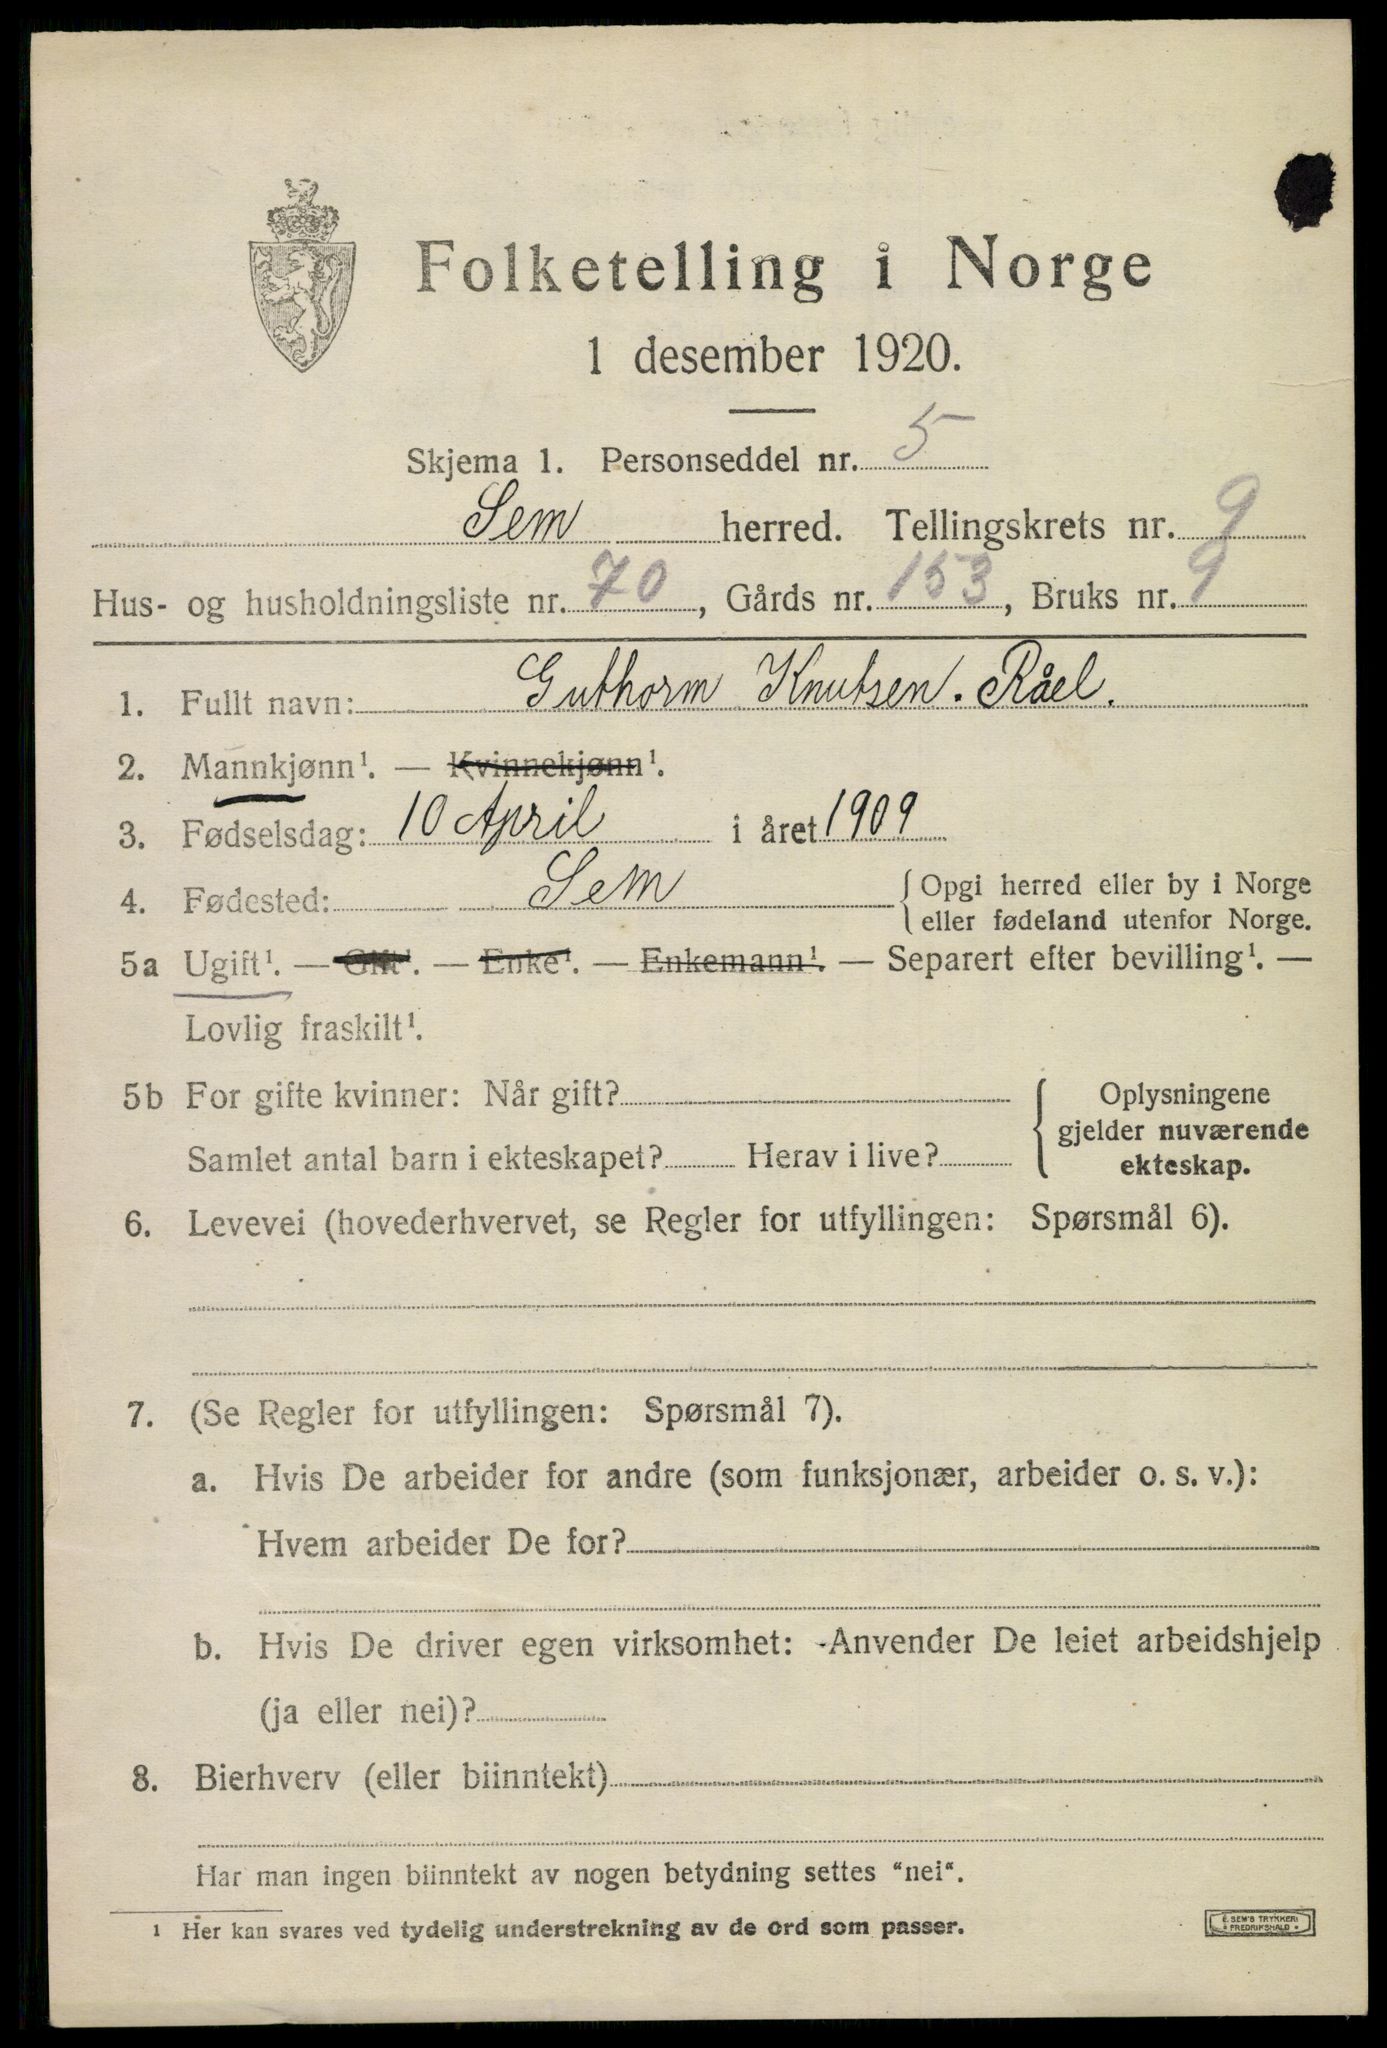 Folketelling i Norge
1 desember 1920.
Skjema 1. Personseddel nr. 5
Sem herred. Tellingskrets nr. 9
Hus- og husholdningsliste nr. 70, Gårds nr. 153, Bruks nr. 9
1. Fullt navn: Guthorm Knutsen. Råel.
2. Mannkjønn¹. — Kvinnekjønn¹.
3. Fødselsdag: 10 April i året 1909
4. Fødested: Sem { Opgi herred eller by i Norge
eller fødeland utenfor Norge.
5a Ugift¹. — Gift¹. — Enke¹. — Enkemann¹. — Separert efter bevilling¹. —
Lovlig fraskilt¹.
5b For gifte kvinner: Når gift? { Oplysningene
gjelder nuværende
Samlet antal barn i ekteskapet? Herav i live? ekteskap.
6. Levevei (hovederhvervet, se Regler for utfyllingen: Spørsmål 6).
7. (Se Regler for utfyllingen: Spørsmål 7).
a. Hvis De arbeider for andre (som funksjonær, arbeider o. s. v.):
Hvem arbeider De for?
b. Hvis De driver egen virksomhet: -Anvender De leiet arbeidshjelp
(ja eller nei)?
8. Bierhverv (eller biinntekt)
Har man ingen biinntekt av nogen betydning settes “nei“.
¹ Her kan svares ved tydelig understrekning av de ord som passer.
E. SEM'S TRYKKERI
FREDRIKSHALD